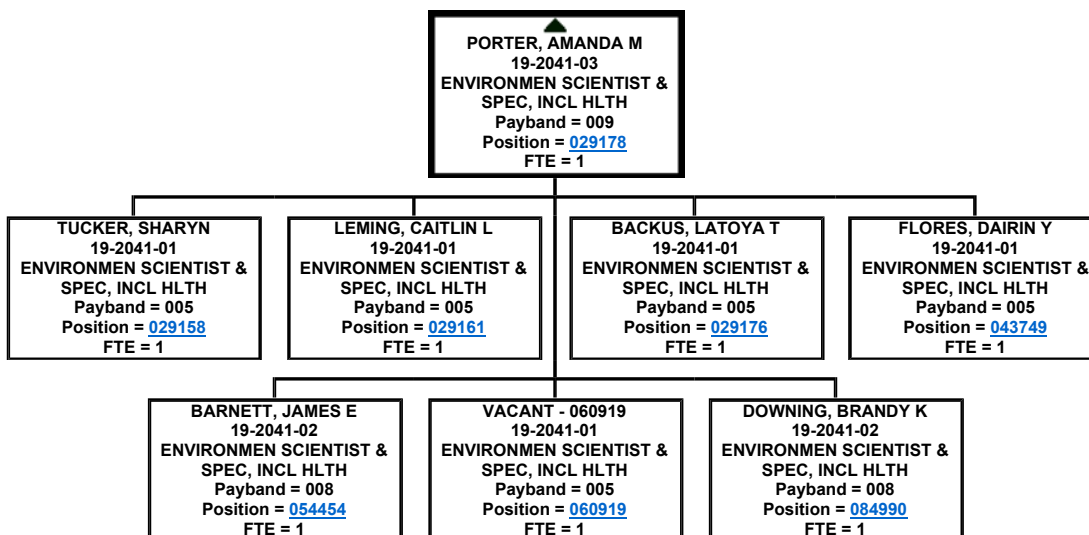 PORTER, AMANDA M
19-2041-03
ENVIRONMEN SCIENTIST &
SPEC, INCL HLTH
Payband = 009
Position = 029178
FTE = 1
TUCKER, SHARYN
19-2041-01
ENVIRONMEN SCIENTIST &
SPEC, INCL HLTH
Payband = 005
Position = 029158
FTE = 1
LEMING, CAITLIN L
19-2041-01
ENVIRONMEN SCIENTIST &
SPEC, INCL HLTH
Payband = 005
Position = 029161
FTE = 1
BACKUS, LATOYA T
19-2041-01
ENVIRONMEN SCIENTIST &
SPEC, INCL HLTH
Payband = 005
Position = 029176
FTE = 1
FLORES, DAIRIN Y
19-2041-01
ENVIRONMEN SCIENTIST &
SPEC, INCL HLTH
Payband = 005
Position = 043749
FTE = 1
BARNETT, JAMES E
19-2041-02
ENVIRONMEN SCIENTIST &
SPEC, INCL HLTH
Payband = 008
Position = 054454
FTE = 1
VACANT - 060919
19-2041-01
ENVIRONMEN SCIENTIST &
SPEC, INCL HLTH
Payband = 005
Position = 060919
FTE = 1
DOWNING, BRANDY K
19-2041-02
ENVIRONMEN SCIENTIST &
SPEC, INCL HLTH
Payband = 008
Position = 084990
FTE = 1